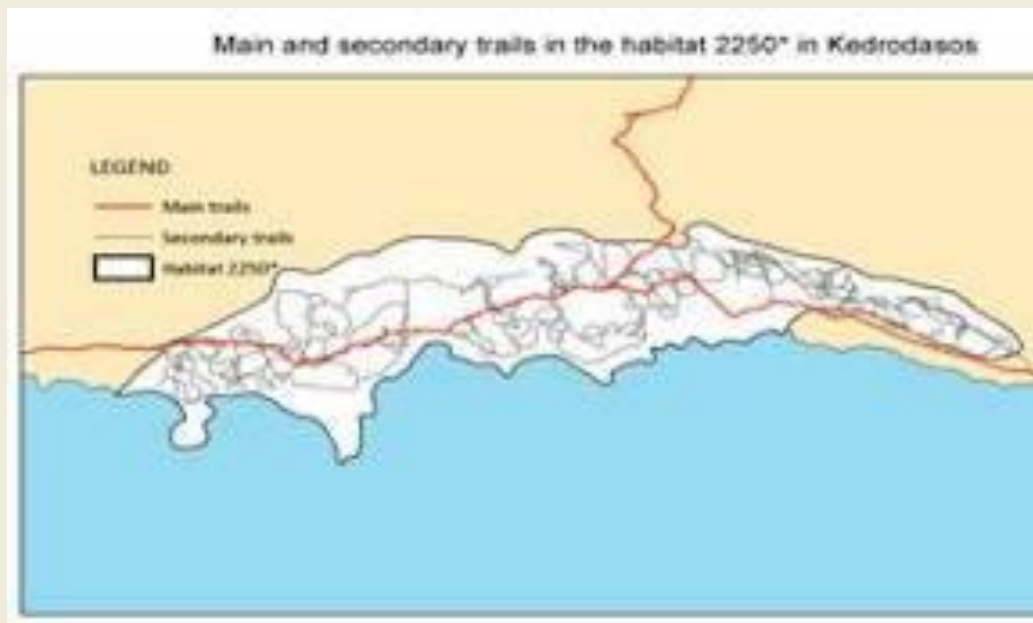 Main and secondary trails in the habitat 2250* in Kedrodasos
LEGEND
Main trails
Secondary trails
Habitat 2250*